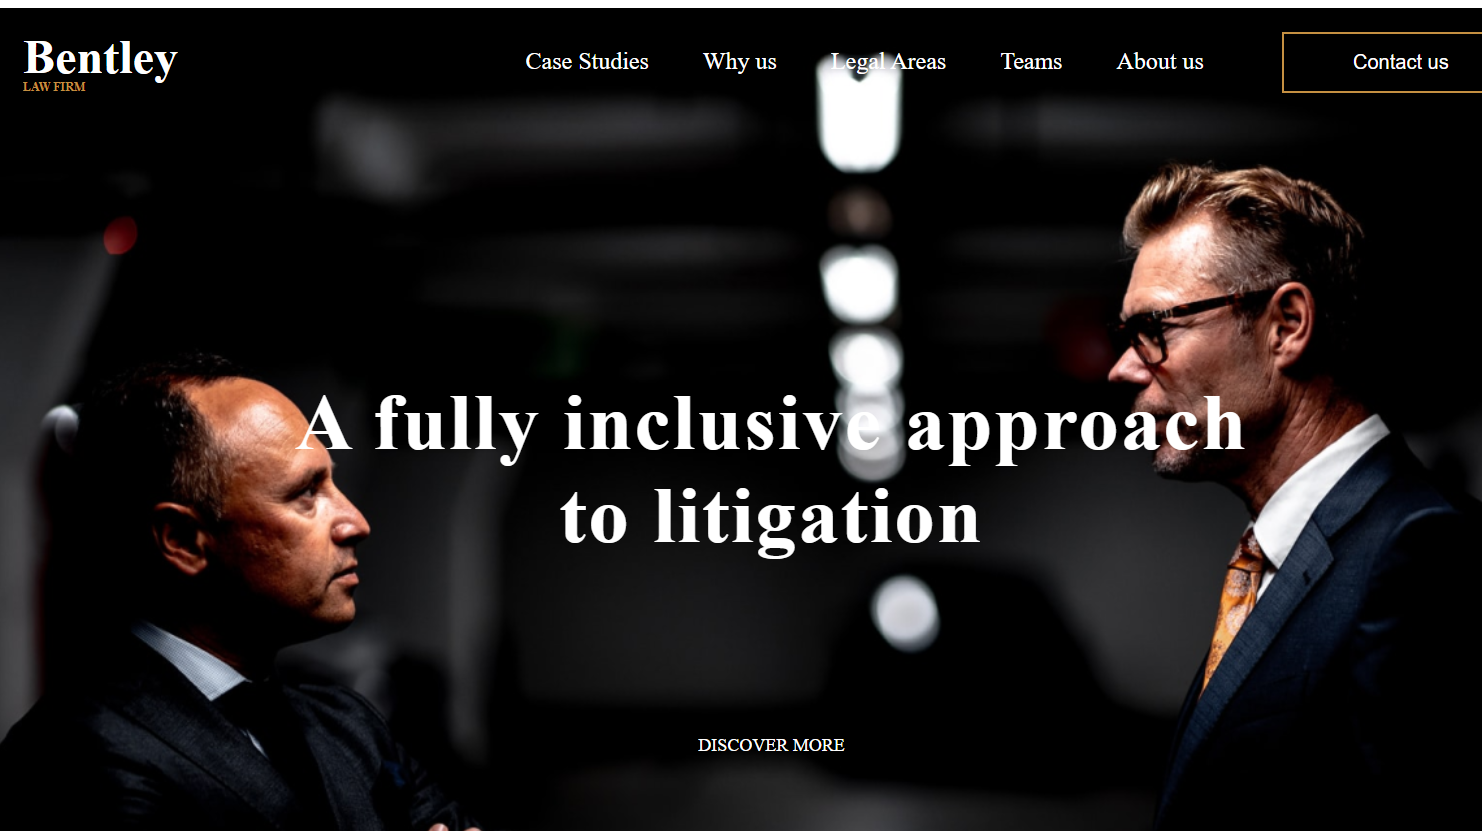 Bentley
LAW FIRM
Case Studies
Why us
Legal Areas
Teams
About us
Contact us
A fully inclusive approach
to litigation
DISCOVER MORE